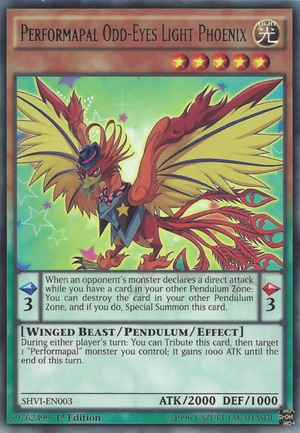 Performapal Odd-Eyes Light Phoenix
LIGHT
光
When an opponent's monster declares a direct attack
while you have a card in your other Pendulum Zone:
You can destroy the card in your other Pendulum
Zone, and if you do, Special Summon this card.
3
3
[Winged Beast/Pendulum/Effect]
During either player's turn: You can Tribute this card, then target
1 "Performapal" monster you control; it gains 1000 ATK until the
end of this turn.
ATK/2000 DEF/1000
SHVI-EN003
1st Edition
©1996 KAZUKI TAKAHASHI